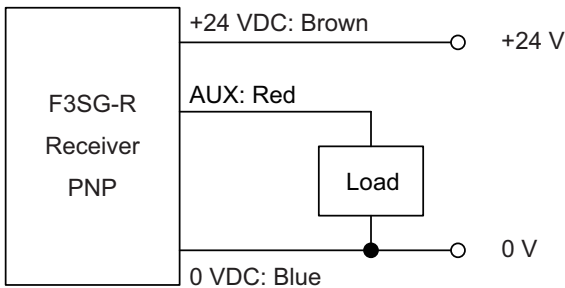 +24 VDC: Brown
+24 V
F3SG-R
Receiver
PNP
AUX: Red
Load
0 V
0 VDC: Blue